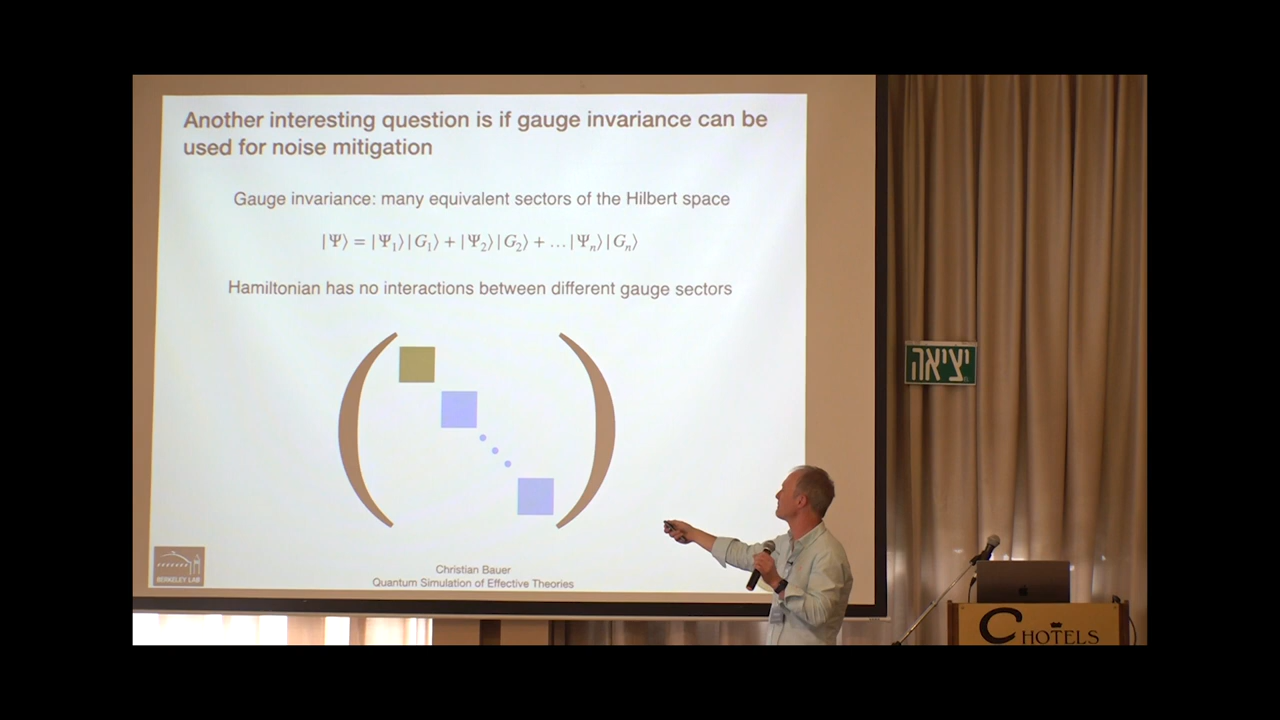 Another interesting question is if gauge invariance can be
used for noise mitigation
Gauge invariance: many equivalent sectors of the Hilbert space
|Ψ⟩ = |Ψ₁⟩|G₁⟩ + |Ψ₂⟩|G₂⟩ + …|Ψₙ⟩|Gₙ⟩
Hamiltonian has no interactions between different gauge sectors
BERKELEY LAB
Christian Bauer
Quantum Simulation of Effective Theories
יציאה
C HOTELS